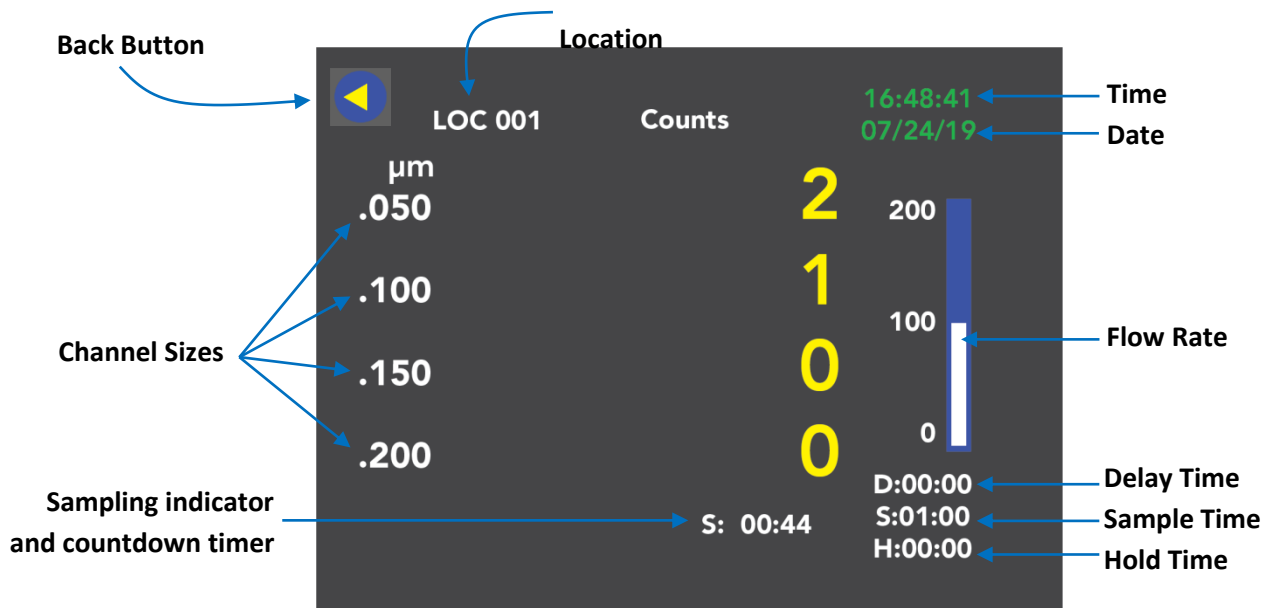 Back Button
Location
LOC 001
Counts
16:48:41
07/24/19
Time
Date
µm
.050
2
.100
1
.150
0
.200
0
Channel Sizes
200
100
0
Flow Rate
Sampling indicator
and countdown timer
S: 00:44
D:00:00
S:01:00
H:00:00
Delay Time
Sample Time
Hold Time